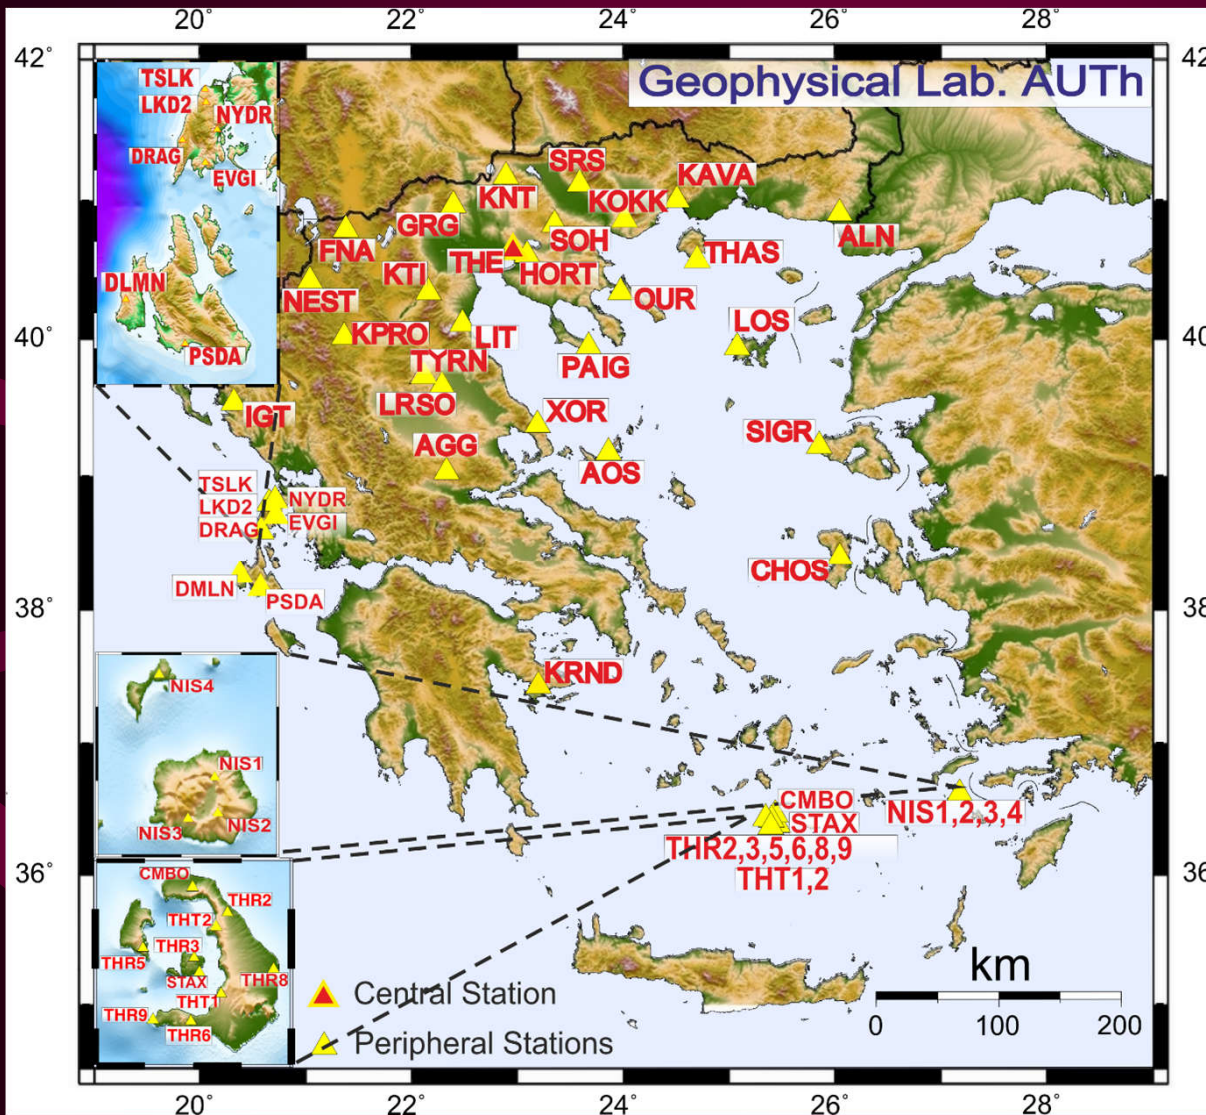 20° 22° 24° 26° 28°
42° 42
Geophysical Lab. AUTh
TSLK
LKD2
NYDR
DRAG
EVGI
DLMN
PSDA
SRS
KAVA
KNT
KOKK
GRG
FNA
SOH
ALN
THE
THAS
KTI
HORT
NEST
OUR
40° 40
KPRO
LIT
LOS
TYRN
PAIG
LRSO
XOR
IGT
AGG
SIGR
AOS
TSLK
NYDR
LKD2
EVGI
DRAG
CHOS
DMLN
PSDA
38° 38
KRND
NIS4
NIS1
NIS3
NIS2
CMBO
STAX
NIS1,2,3,4
THR2,3,5,6,8,9
THT1,2
36° 36
CMBO
THR2
THT2
THR3
THR5
STAX
THR8
THT1
THR9
THR6
Central Station
Peripheral Stations
km
0 100 200
20° 22° 24° 26° 28°